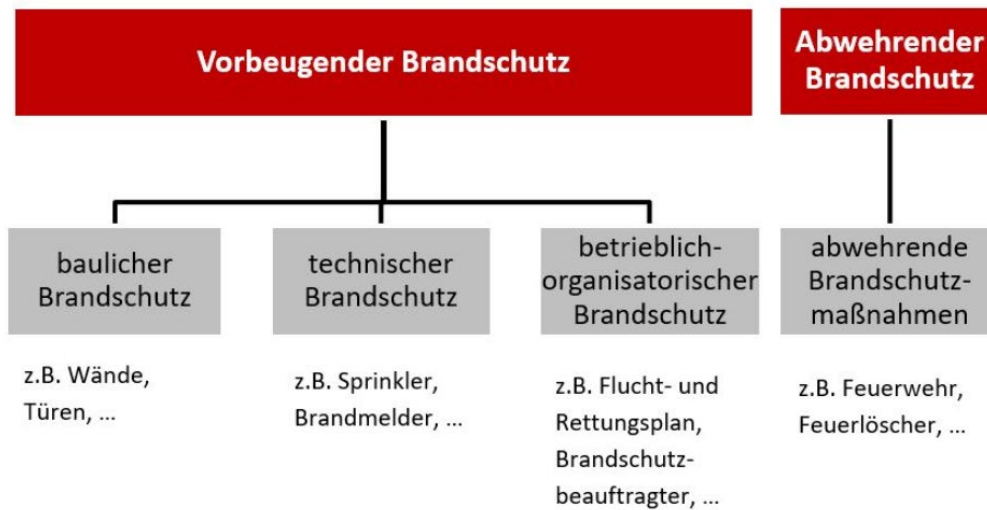 Vorbeugender Brandschutz
Abwehrender
Brandschutz
baulicher
Brandschutz
technischer
Brandschutz
betrieblich-
organisatorischer
Brandschutz
abwehrende
Brandschutz-
maßnahmen
z.B. Wände,
Türen, ...
z.B. Sprinkler,
Brandmelder, ...
z.B. Flucht- und
Rettungsplan,
Brandschutz-
beauftragter, ...
z.B. Feuerwehr,
Feuerlöscher, ...